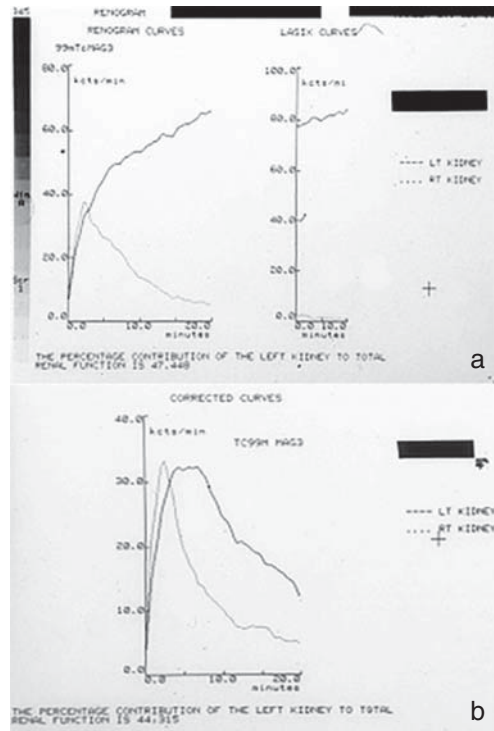 345
RENOGRAM
RENOGRAM CURVES
LASIX CURVES
99mTcMAG3
80.0
kcts/min
60.0
40.0
20.0
0.0
0.0
10.0
20.0
minutes
100.0
kcts/mi
80.0
60.0
40.0
20.0
0.0
0.0
10.0
minutes
---- LT KIDNEY
.... RT KIDNEY
THE PERCENTAGE CONTRIBUTION OF THE LEFT KIDNEY TO TOTAL
RENAL FUNCTION IS 47.448
a
CORRECTED CURVES
40.0
kcts/min
TC99M MAG3
30.0
20.0
10.0
0.0
0.0
10.0
20.0
minutes
---- LT KIDNEY
.... RT KIDNEY
THE PERCENTAGE CONTRIBUTION OF THE LEFT KIDNEY TO TOTAL
RENAL FUNCTION IS 44.315
b